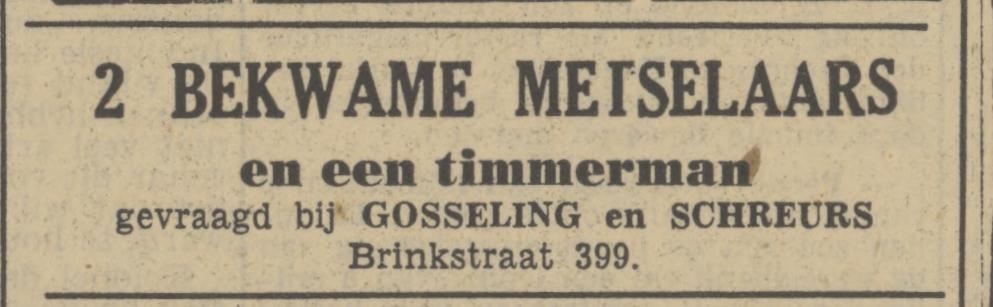 2 BEKWAME METSELAARS
en een timmerman
gevraagd bij GOSSELING en SCHREURS
Brinkstraat 399.